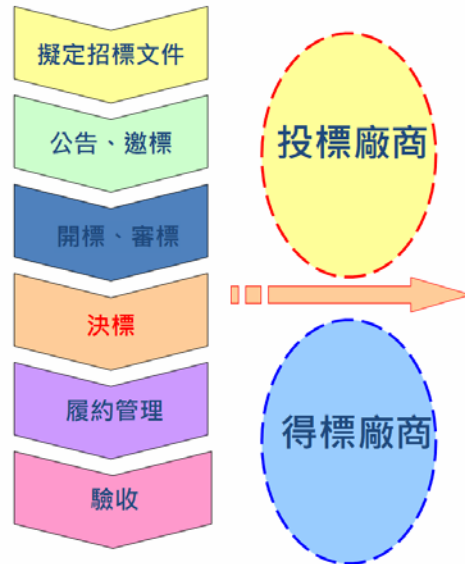 擬定招標文件
公告、邀標
開標、審標
決標
履約管理
驗收
投標廠商
得標廠商